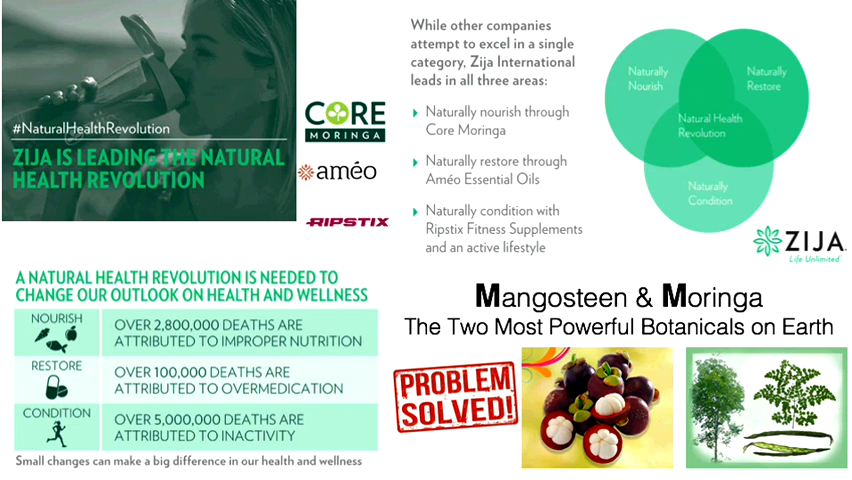 #NaturalHealthRevolution
ZIJA IS LEADING THE NATURAL
HEALTH REVOLUTION
CORE
MORINGA
améo
RIPSTIX
While other companies
attempt to excel in a single
category, Zija International
leads in all three areas:
Naturally nourish through
Core Moringa
Naturally restore through
Améo Essential Oils
Naturally condition with
Ripstix Fitness Supplements
and an active lifestyle
Naturally
Nourish
Naturally
Restore
Natural Health
Revolution
Naturally
Condition
ZIJA
Life Unlimited
A NATURAL HEALTH REVOLUTION IS NEEDED TO
CHANGE OUR OUTLOOK ON HEALTH AND WELLNESS
NOURISH
OVER 2,800,000 DEATHS ARE
ATTRIBUTED TO IMPROPER NUTRITION
RESTORE
OVER 100,000 DEATHS ARE
ATTRIBUTED TO OVERMEDICATION
CONDITION
OVER 5,000,000 DEATHS ARE
ATTRIBUTED TO INACTIVITY
Small changes can make a big difference in our health and wellness
Mangosteen & Moringa
The Two Most Powerful Botanicals on Earth
PROBLEM
SOLVED!